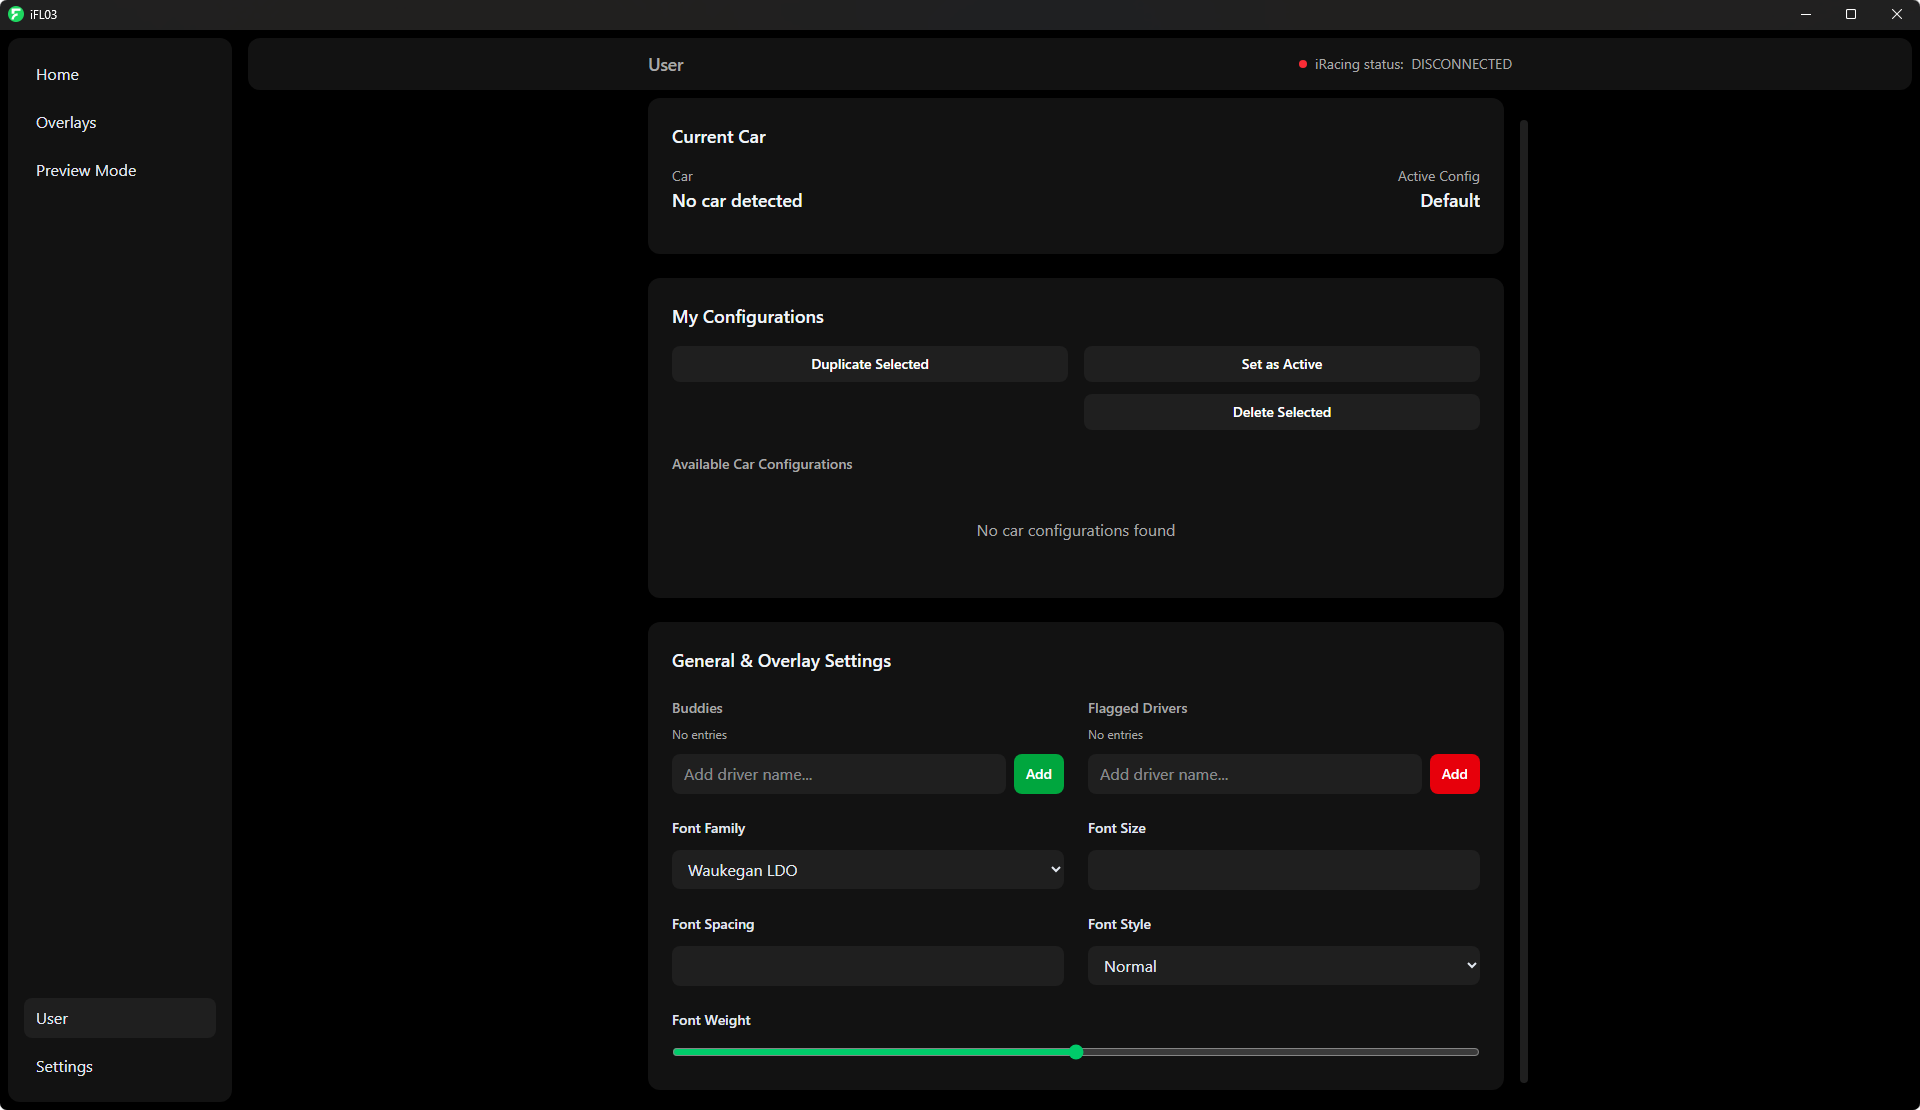 iFL03
Home
Overlays
Preview Mode
User
Settings
User
iRacing status: DISCONNECTED
Current Car
Car
No car detected
Active Config
Default
My Configurations
Duplicate Selected
Set as Active
Delete Selected
Available Car Configurations
No car configurations found
General & Overlay Settings
Buddies
No entries
Add driver name...
Add
Flagged Drivers
No entries
Add driver name...
Add
Font Family
Waukegan LDO
Font Size
Font Spacing
Font Style
Normal
Font Weight